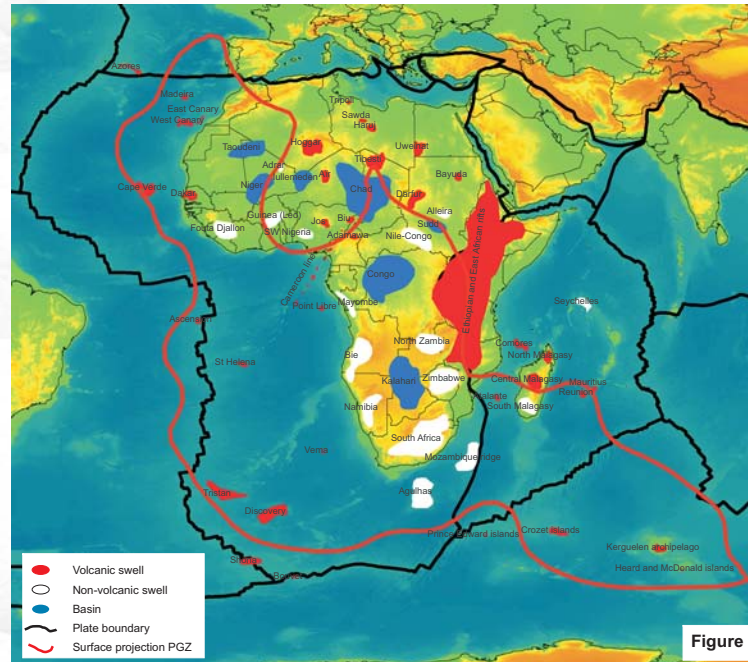 Azores
Tripoli
Madeira
East Canary
West Canary
Sawda
Haruj
Hoggar
Uweinat
Taoudeni
Adrar
Tibesti
Iullemeden
Air
Bayuda
Cape Verde
Dakar
Niger
Chad
Darfur
Guinea (Leo)
Jos
Biu
Alleira
Fouta Djallon
SW Nigeria
Adamawa
Sudd
Nile-Congo
Ethiopian and East African rifts
Cameroon line
Congo
Point Libre
Mayombe
Seychelles
Ascension
North Zambia
Comores
North Malagasy
St Helena
Bie
Kalahari
Zimbabwe
Central Malagasy
Mauritius
Reunion
South Malagasy
Namibia
South Africa
Vema
Mozambique ridge
Tristan
Agulhas
Discovery
Prince Edward islands
Crozet Islands
Shona
Kerguelen archipelago
Heard and McDonald islands
Volcanic swell
Non-volcanic swell
Basin
Plate boundary
Surface projection PGZ
Figure